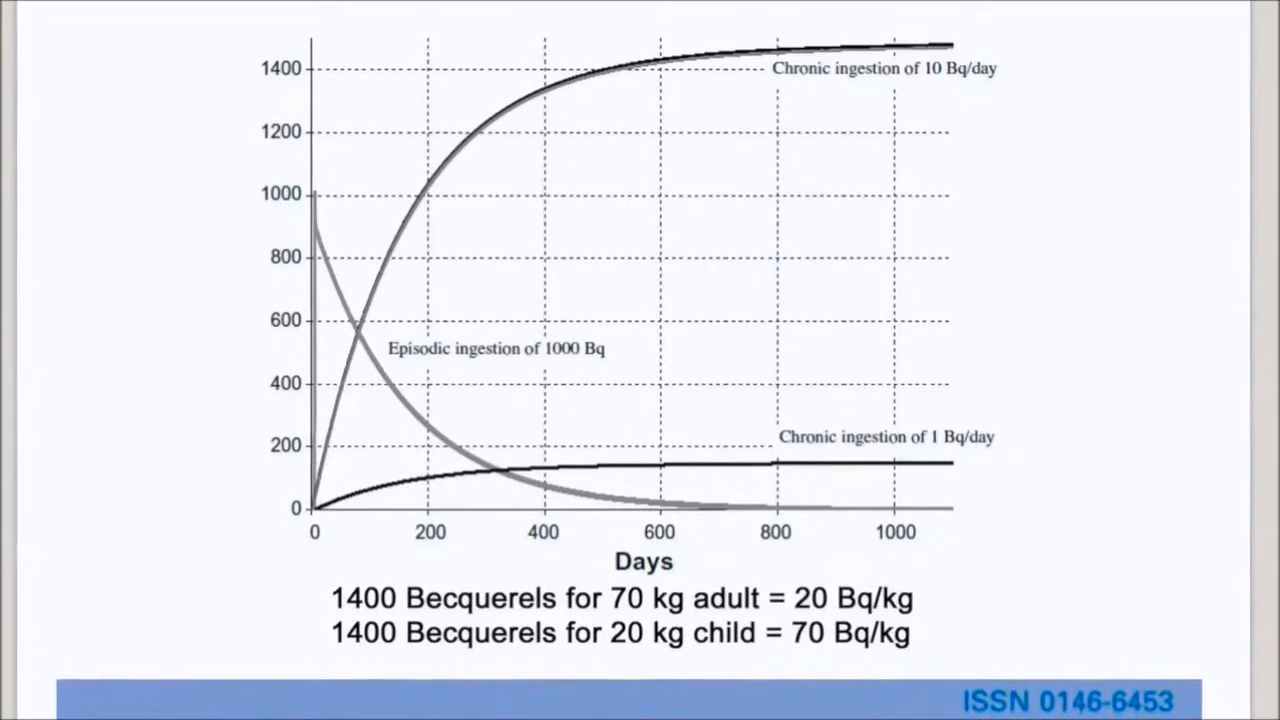 1400
Chronic ingestion of 10 Bq/day
1200
1000
800
600
Episodic ingestion of 1000 Bq
400
Chronic ingestion of 1 Bq/day
200
0
0 200 400 600 800 1000
Days
1400 Becquerels for 70 kg adult = 20 Bq/kg
1400 Becquerels for 20 kg child = 70 Bq/kg
ISSN 0146-6453